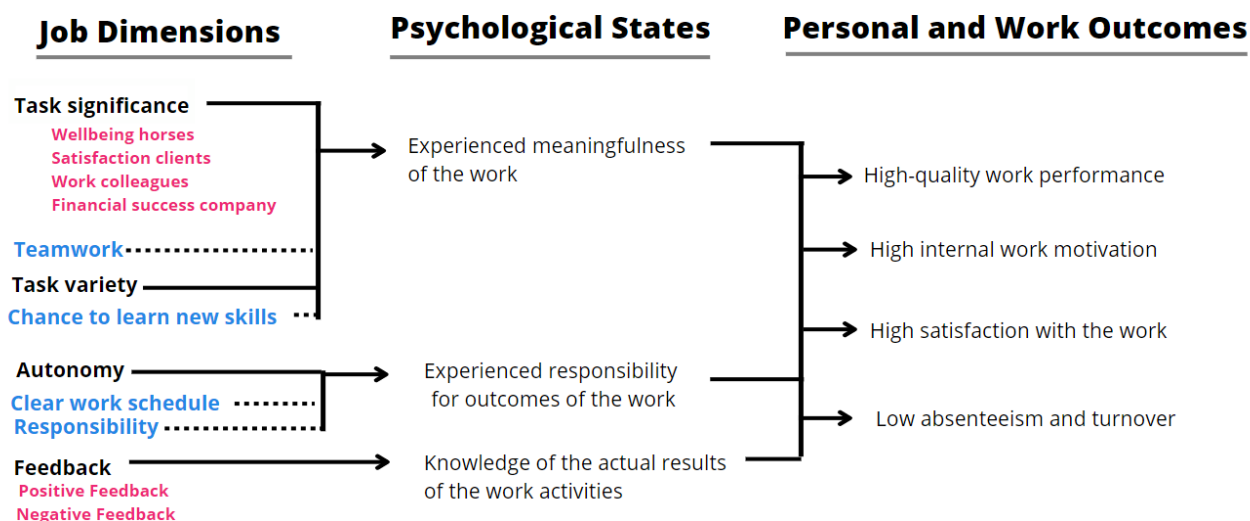 Job Dimensions
Psychological States
Personal and Work Outcomes
Task significance
Wellbeing horses
Satisfaction clients
Work colleagues
Financial success company
Teamwork
Task variety
Chance to learn new skills
Autonomy
Clear work schedule
Responsibility
Feedback
Positive Feedback
Negative Feedback
Experienced meaningfulness
of the work
Experienced responsibility
for outcomes of the work
Knowledge of the actual results
of the work activities
High-quality work performance
High internal work motivation
High satisfaction with the work
Low absenteeism and turnover